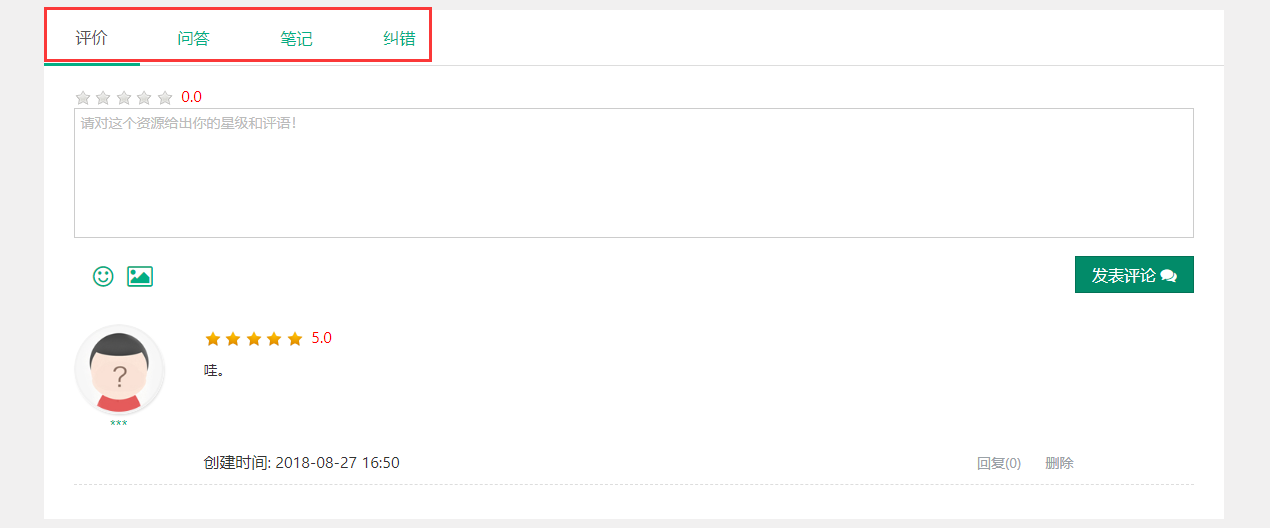 评价 问答 笔记 纠错
0.0
请对这个资源给出你的星级和评语！
发表评论
5.0
哇。
?
***
创建时间: 2018-08-27 16:50 回复(0) 删除